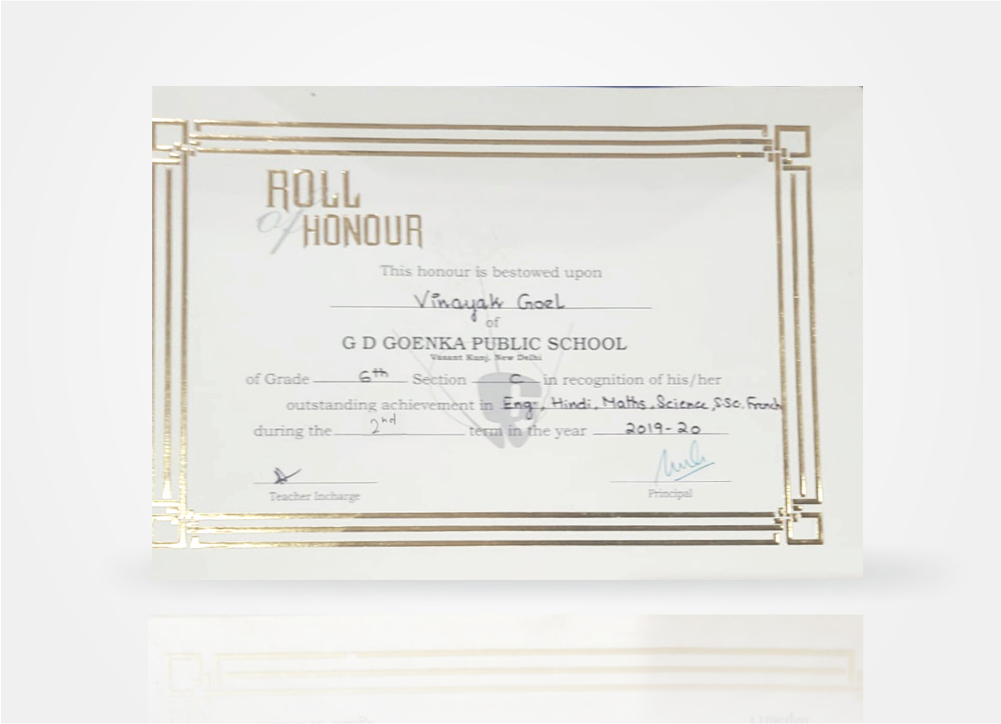 ROLL
of HONOUR
This honour is bestowed upon
Vinayak Goel
of
G D GOENKA PUBLIC SCHOOL
Vasant Kunj, New Delhi
of Grade 6th Section C in recognition of his/her
outstanding achievement in Eng., Hindi, Maths, Science, S.Sc. French
during the 2nd term in the year 2019-20
Teacher Incharge
Principal